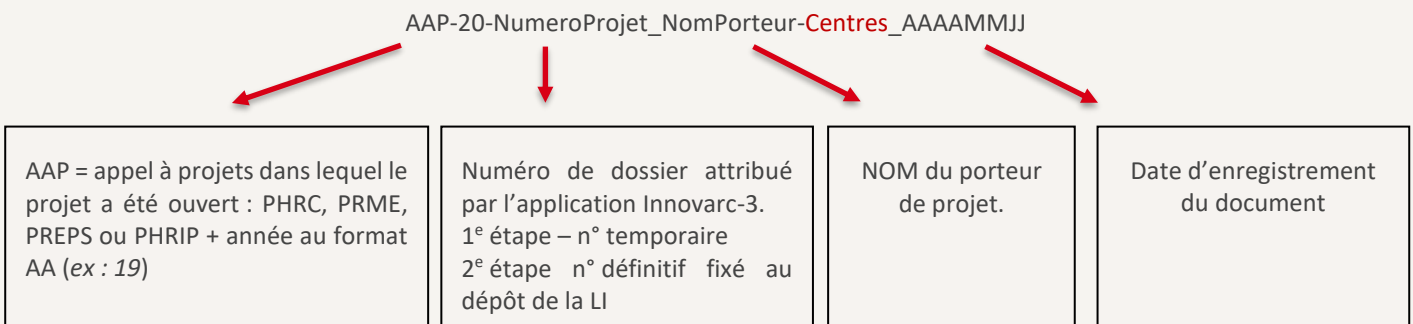 AAP-20-NumeroProjet_NomPorteur-Centres_AAAAMMJJ
AAP = appel à projets dans lequel le
projet a été ouvert : PHRC, PRME,
PREPS ou PHRIP + année au format
AA (ex : 19)
Numéro de dossier attribué
par l’application Innovarc-3.
1e étape – n° temporaire
2e étape n° définitif fixé au
dépôt de la LI
NOM du porteur
de projet.
Date d’enregistrement
du document